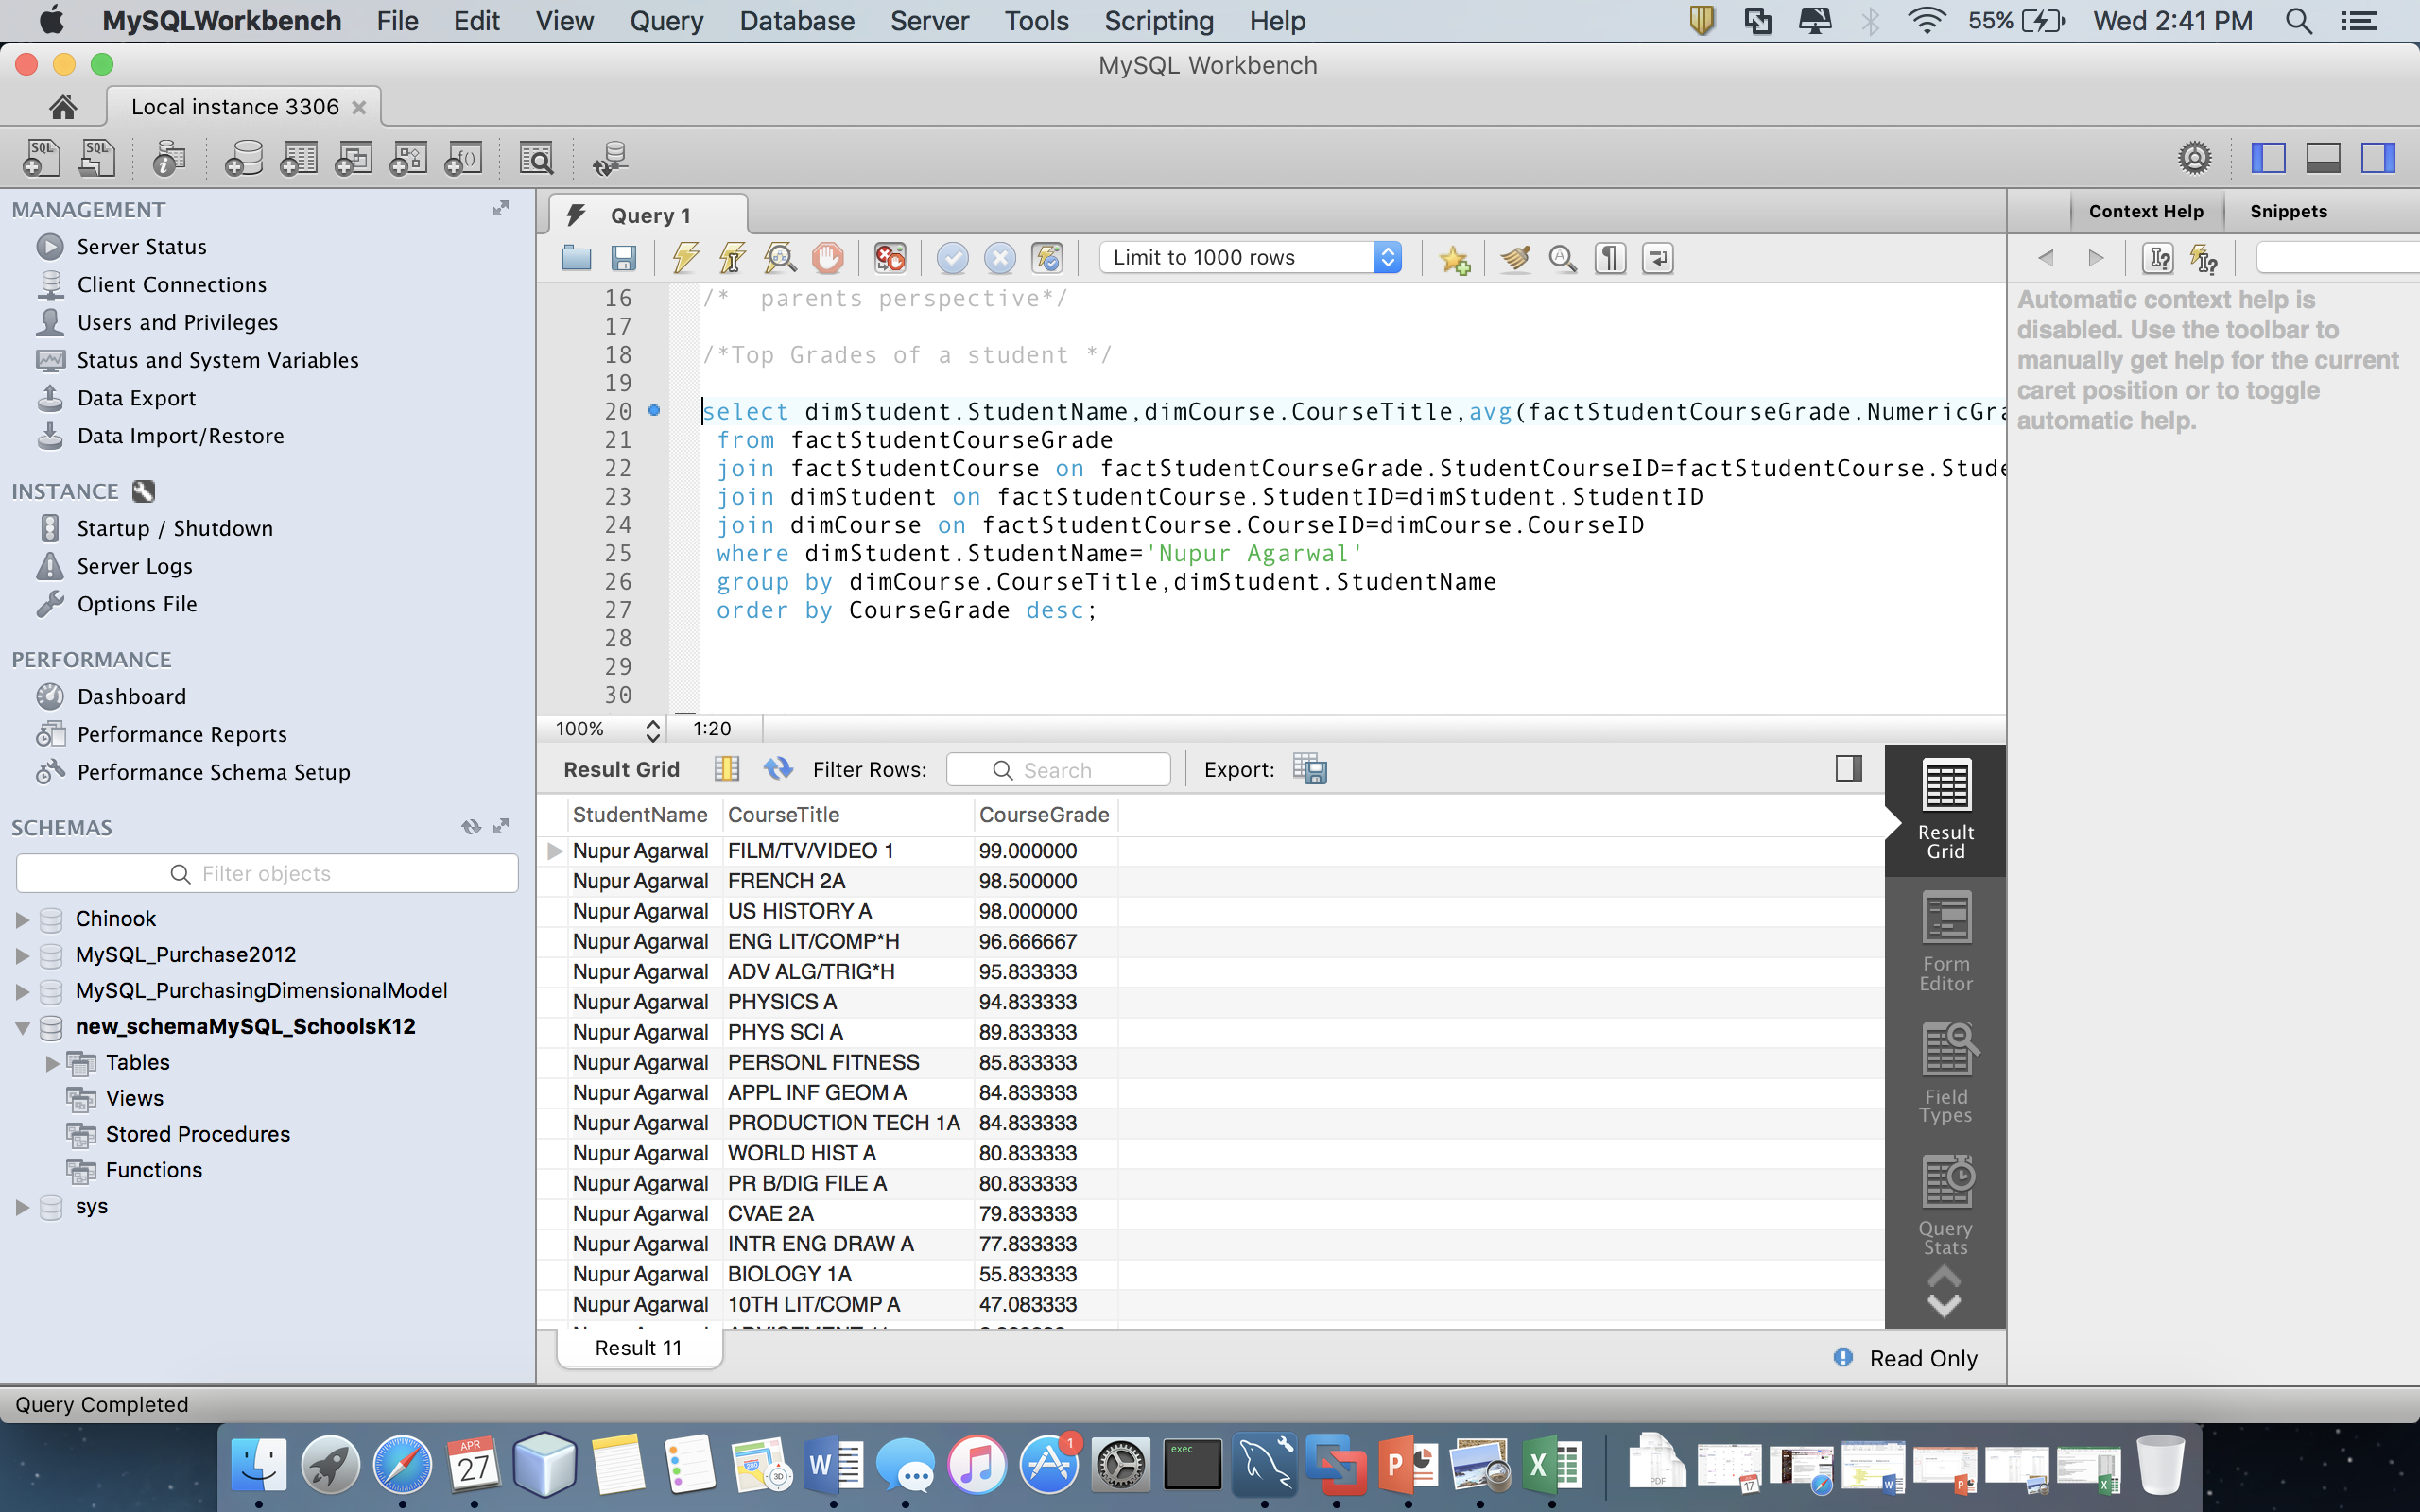 MySQLWorkbench File Edit View Query Database Server Tools Scripting Help 55% Wed 2:41 PM
MySQL Workbench
Local instance 3306
MANAGEMENT
Server Status
Client Connections
Users and Privileges
Status and System Variables
Data Export
Data Import/Restore
INSTANCE
Startup / Shutdown
Server Logs
Options File
PERFORMANCE
Dashboard
Performance Reports
Performance Schema Setup
SCHEMAS
Filter objects
Chinook
MySQL_Purchase2012
MySQL_PurchasingDimensionalModel
new_schemaMySQL_SchoolsK12
Tables
Views
Stored Procedures
Functions
sys
Query 1
Limit to 1000 rows
16 /*  parents perspective*/
17
18 /*Top Grades of a student */
19
20 select dimStudent.StudentName,dimCourse.CourseTitle,avg(factStudentCourseGrade.NumericGra
21 from factStudentCourseGrade
22 join factStudentCourse on factStudentCourseGrade.StudentCourseID=factStudentCourse.Stude
23 join dimStudent on factStudentCourse.StudentID=dimStudent.StudentID
24 join dimCourse on factStudentCourse.CourseID=dimCourse.CourseID
25 where dimStudent.StudentName='Nupur Agarwal'
26 group by dimCourse.CourseTitle,dimStudent.StudentName
27 order by CourseGrade desc;
28
29
30
100% 1:20
Result Grid Filter Rows: Search Export:
StudentName CourseTitle CourseGrade
Nupur Agarwal FILM/TV/VIDEO 1 99.000000
Nupur Agarwal FRENCH 2A 98.500000
Nupur Agarwal US HISTORY A 98.000000
Nupur Agarwal ENG LIT/COMP*H 96.666667
Nupur Agarwal ADV ALG/TRIG*H 95.833333
Nupur Agarwal PHYSICS A 94.833333
Nupur Agarwal PHYS SCI A 89.833333
Nupur Agarwal PERSONL FITNESS 85.833333
Nupur Agarwal APPL INF GEOM A 84.833333
Nupur Agarwal PRODUCTION TECH 1A 84.833333
Nupur Agarwal WORLD HIST A 80.833333
Nupur Agarwal PR B/DIG FILE A 80.833333
Nupur Agarwal CVAE 2A 79.833333
Nupur Agarwal INTR ENG DRAW A 77.833333
Nupur Agarwal BIOLOGY 1A 55.833333
Nupur Agarwal 10TH LIT/COMP A 47.083333
Result
Grid
Form
Editor
Field
Types
Query
Stats
Result 11
Read Only
Context Help Snippets
Automatic context help is
disabled. Use the toolbar to
manually get help for the current
caret position or to toggle
automatic help.
Query Completed
APR
27
W
1
exec
P
X
PDF
17